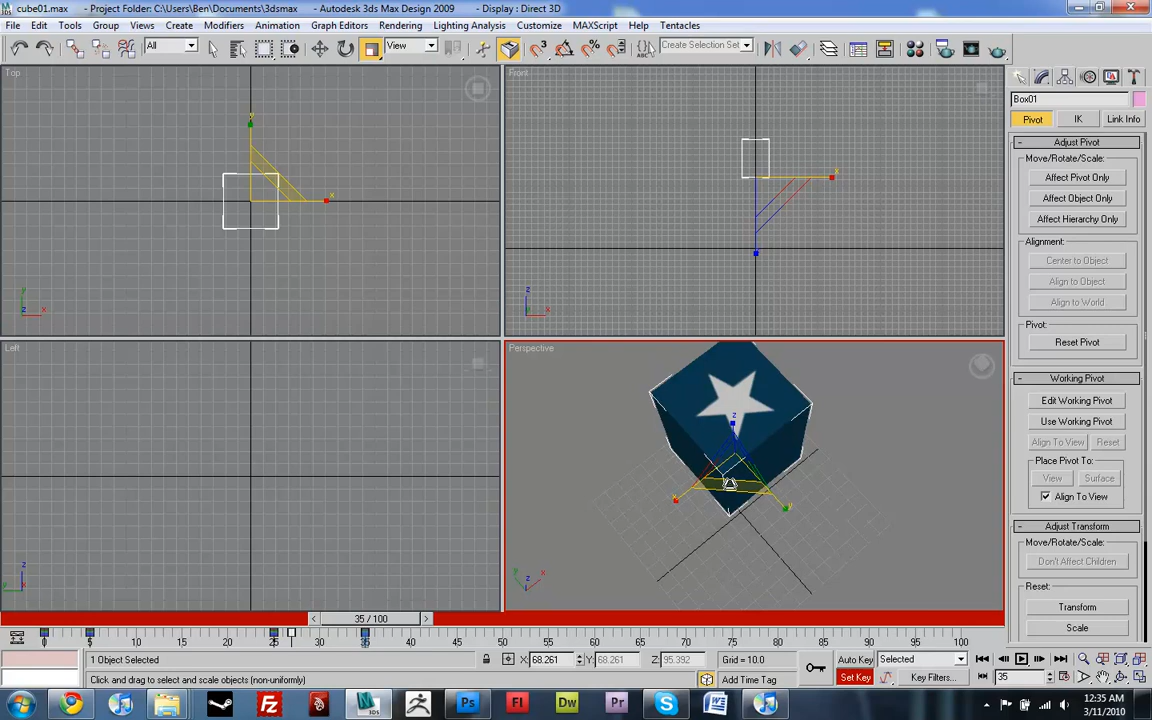 cube01.max - Project Folder: C:\Users\Ben\Documents\3dsmax - Autodesk 3ds Max Design 2009 - Display : Direct 3D
File Edit Tools Group Views Create Modifiers Animation Graph Editors Rendering Lighting Analysis Customize MAXScript Help Tentacles
All View Create Selection Set
Top Front
Box01
Pivot IK Link Info
Adjust Pivot
Move/Rotate/Scale:
Affect Pivot Only
Affect Object Only
Affect Hierarchy Only
Alignment:
Center to Object
Align to Object
Align to World
Pivot:
Reset Pivot
Left Perspective
Working Pivot
Edit Working Pivot
Use Working Pivot
Align To View Reset
Place Pivot To:
View Surface
Align To View
Adjust Transform
Move/Rotate/Scale:
Don't Affect Children
Reset:
Transform
Scale
35 / 100
0 5 10 15 20 25 30 35 40 45 50 55 60 65 70 75 80 85 90 95 100
1 Object Selected X: 68.261 Y: 68.261 Z: 95.392 Grid = 10.0 Auto Key Selected
Click and drag to select and scale objects (non-uniformly) Add Time Tag Set Key Key Filters... 35
12:35 AM
3/11/2010